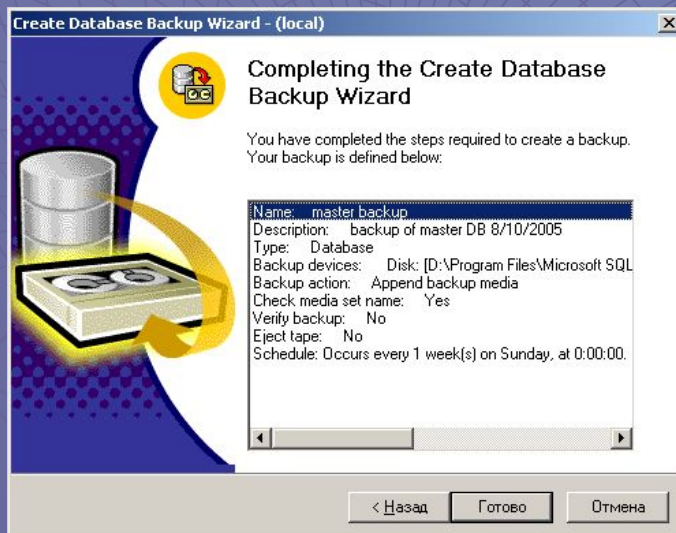 Create Database Backup Wizard - (local)
Completing the Create Database
Backup Wizard
You have completed the steps required to create a backup.
Your backup is defined below:
Name: master backup
Description: backup of master DB 8/10/2005
Type: Database
Backup devices: Disk: [D:\Program Files\Microsoft SQL
Backup action: Append backup media
Check media set name: Yes
Verify backup: No
Eject tape: No
Schedule: Occurs every 1 week(s) on Sunday, at 0:00:00.
< Назад
Готово
Отмена